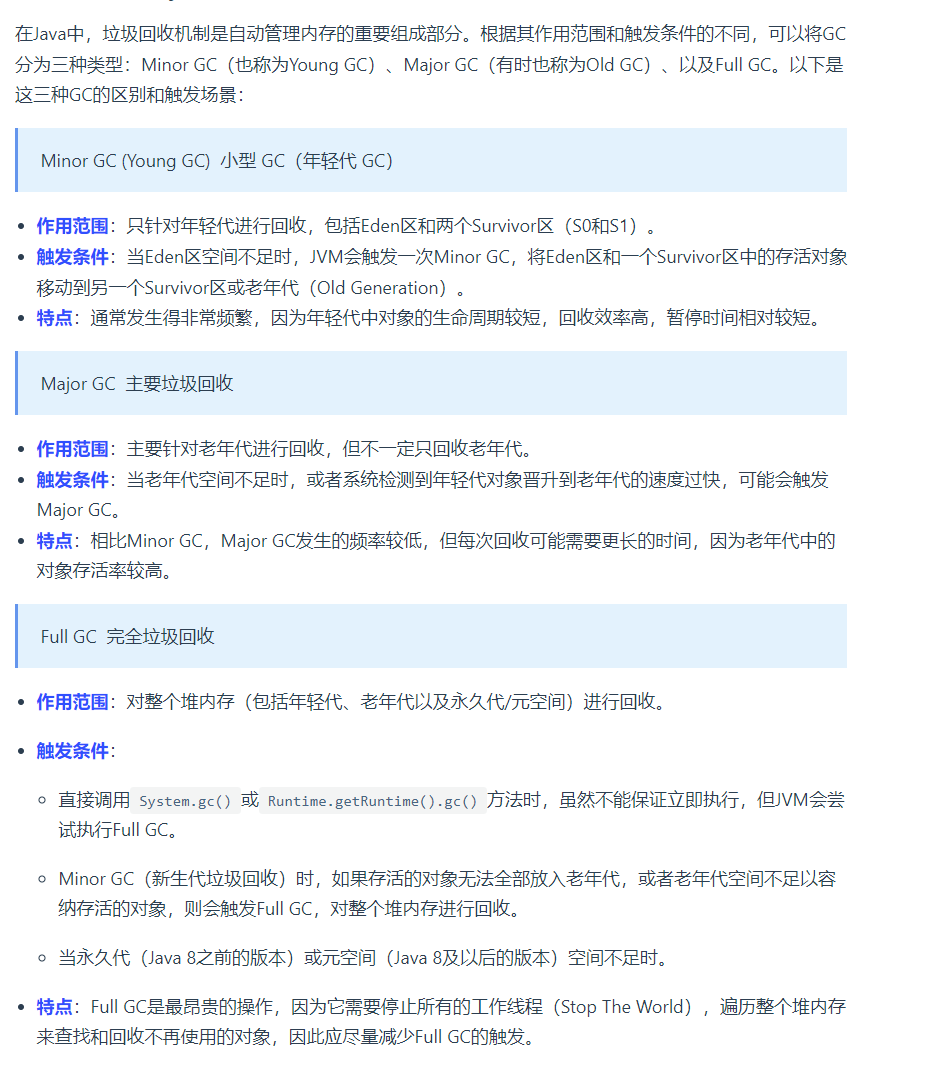 在Java中，垃圾回收机制是自动管理内存的重要组成部分。根据其作用范围和触发条件的不同，可以将GC
分为三种类型：Minor GC（也称为Young GC）、Major GC（有时也称为Old GC）、以及Full GC。以下是
这三种GC的区别和触发场景：
Minor GC (Young GC) 小型 GC（年轻代 GC）
• 作用范围：只针对年轻代进行回收，包括Eden区和两个Survivor区（S0和S1）。
• 触发条件：当Eden区空间不足时，JVM会触发一次Minor GC，将Eden区和一个Survivor区中的存活对象
移动到另一个Survivor区或老年代（Old Generation）。
• 特点：通常发生得非常频繁，因为年轻代中对象的生命周期较短，回收效率高，暂停时间相对较短。
Major GC 主要垃圾回收
• 作用范围：主要针对老年代进行回收，但不一定只回收老年代。
• 触发条件：当老年代空间不足时，或者系统检测到年轻代对象晋升到老年代的速度过快，可能会触发
Major GC。
• 特点：相比Minor GC，Major GC发生的频率较低，但每次回收可能需要更长的时间，因为老年代中的
对象存活率较高。
Full GC 完全垃圾回收
• 作用范围：对整个堆内存（包括年轻代、老年代以及永久代/元空间）进行回收。
• 触发条件：
◦ 直接调用 System.gc() 或 Runtime.getRuntime().gc() 方法时，虽然不能保证立即执行，但JVM会尝
试执行Full GC。
◦ Minor GC（新生代垃圾回收）时，如果存活的对象无法全部放入老年代，或者老年代空间不足以容
纳存活的对象，则会触发Full GC，对整个堆内存进行回收。
◦ 当永久代（Java 8之前的版本）或元空间（Java 8及以后的版本）空间不足时。
• 特点：Full GC是最昂贵的操作，因为它需要停止所有的工作线程（Stop The World），遍历整个堆内存
来查找和回收不再使用的对象，因此应尽量减少Full GC的触发。